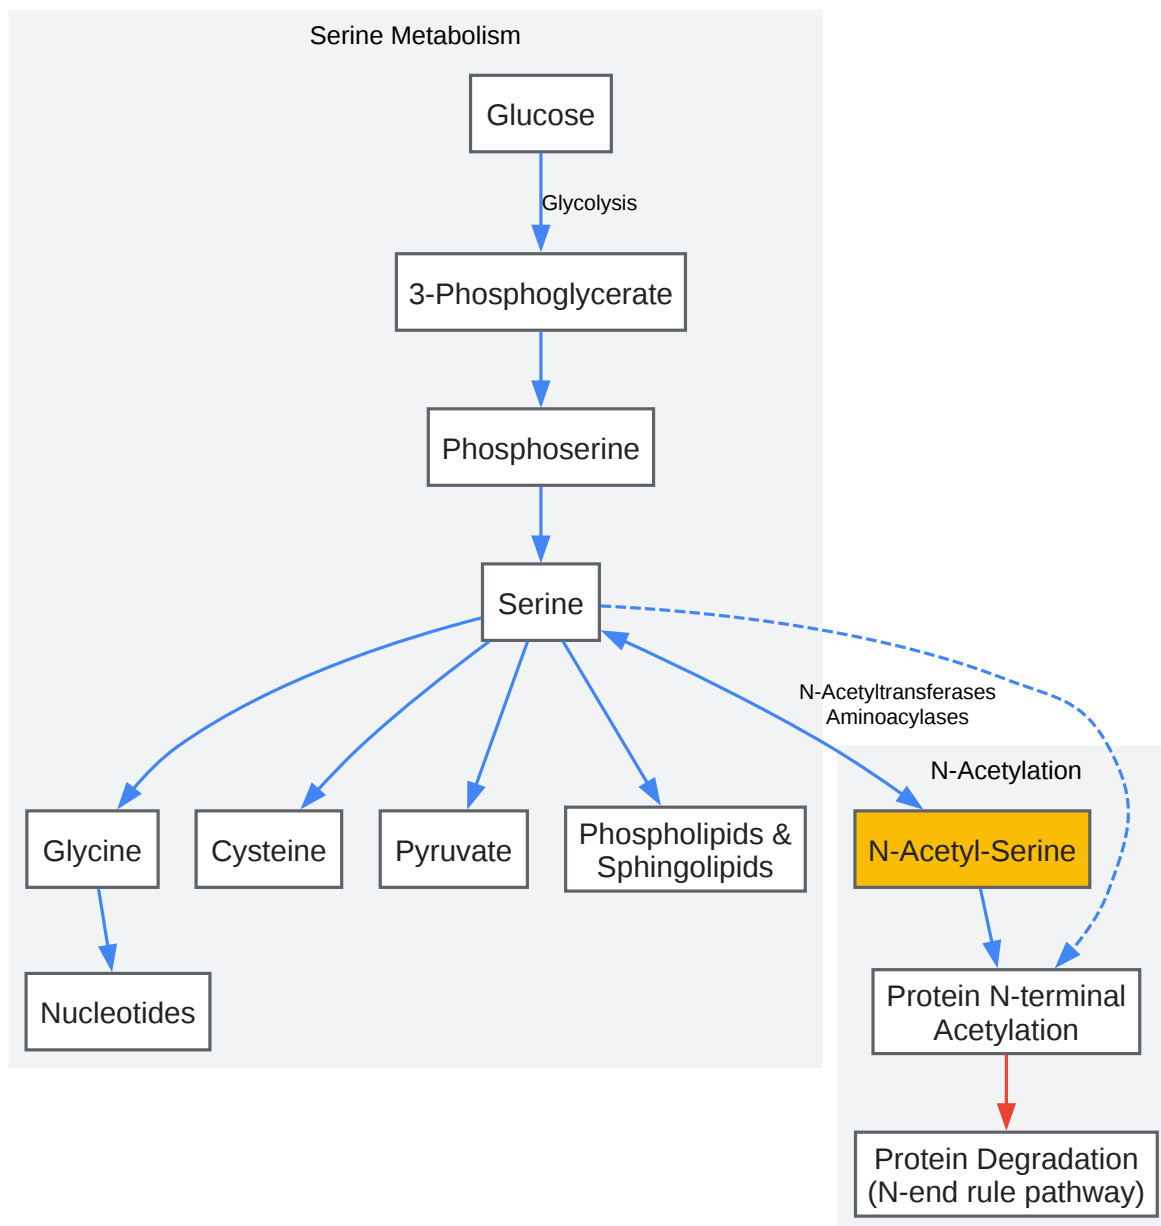 Serine Metabolism
Glucose
Glycolysis
3-Phosphoglycerate
Phosphoserine
Serine
N-Acetyltransferases
Aminoacylases
N-Acetylation
Glycine
Cysteine
Pyruvate
Phospholipids &
Sphingolipids
N-Acetyl-Serine
Nucleotides
Protein N-terminal
Acetylation
Protein Degradation
(N-end rule pathway)